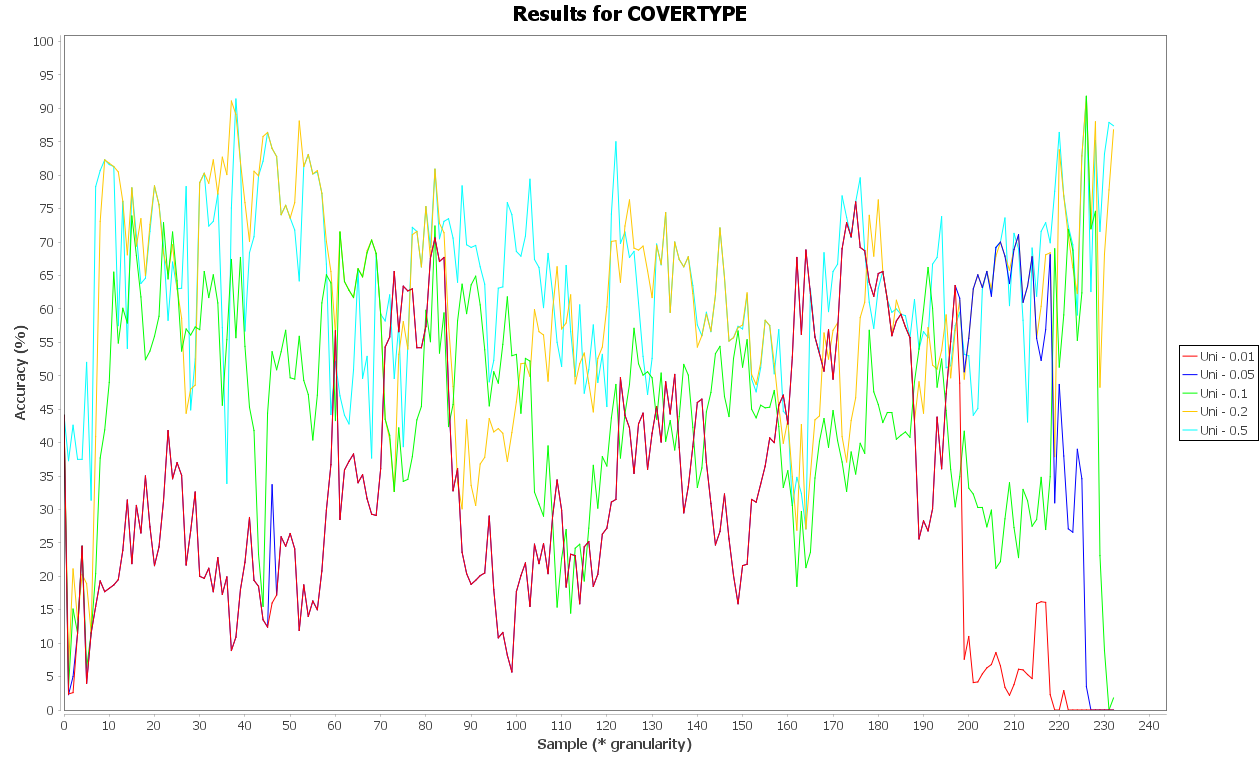 Results for COVERTYPE
Accuracy (%)
100
95
90
85
80
75
70
65
60
55
50
45
40
35
30
25
20
15
10
5
0
0 10 20 30 40 50 60 70 80 90 100 110 120 130 140 150 160 170 180 190 200 210 220 230 240
Sample (* granularity)
Uni - 0.01
Uni - 0.05
Uni - 0.1
Uni - 0.2
Uni - 0.5